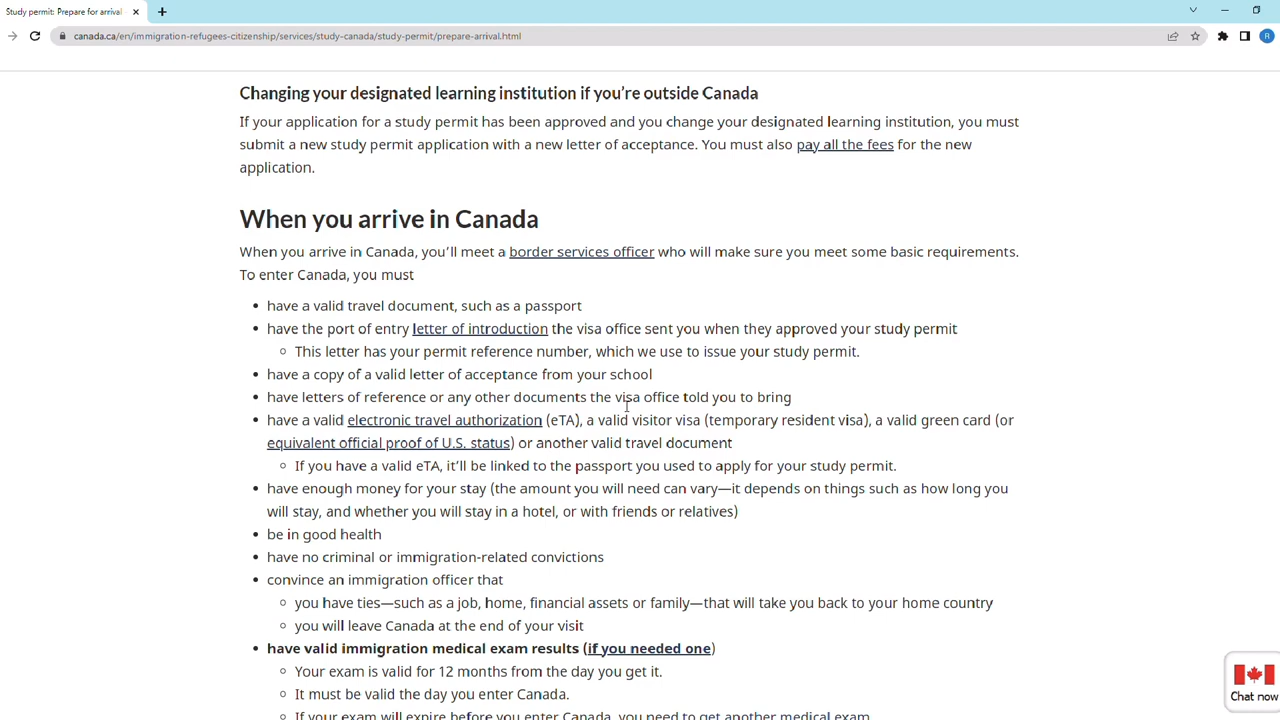 Study permit: Prepare for arrival
canada.ca/en/immigration-refugees-citizenship/services/study-canada/study-permit/prepare-arrival.html
R
Changing your designated learning institution if you’re outside Canada
If your application for a study permit has been approved and you change your designated learning institution, you must
submit a new study permit application with a new letter of acceptance. You must also pay all the fees for the new
application.
When you arrive in Canada
When you arrive in Canada, you’ll meet a border services officer who will make sure you meet some basic requirements.
To enter Canada, you must
• have a valid travel document, such as a passport
• have the port of entry letter of introduction the visa office sent you when they approved your study permit
◦ This letter has your permit reference number, which we use to issue your study permit.
• have a copy of a valid letter of acceptance from your school
• have letters of reference or any other documents the visa office told you to bring
• have a valid electronic travel authorization (eTA), a valid visitor visa (temporary resident visa), a valid green card (or
equivalent official proof of U.S. status) or another valid travel document
◦ If you have a valid eTA, it’ll be linked to the passport you used to apply for your study permit.
• have enough money for your stay (the amount you will need can vary—it depends on things such as how long you
will stay, and whether you will stay in a hotel, or with friends or relatives)
• be in good health
• have no criminal or immigration-related convictions
• convince an immigration officer that
◦ you have ties—such as a job, home, financial assets or family—that will take you back to your home country
◦ you will leave Canada at the end of your visit
• have valid immigration medical exam results (if you needed one)
◦ Your exam is valid for 12 months from the day you get it.
◦ It must be valid the day you enter Canada.
◦ If your exam will expire before you enter Canada, you need to get another medical exam.
Chat now